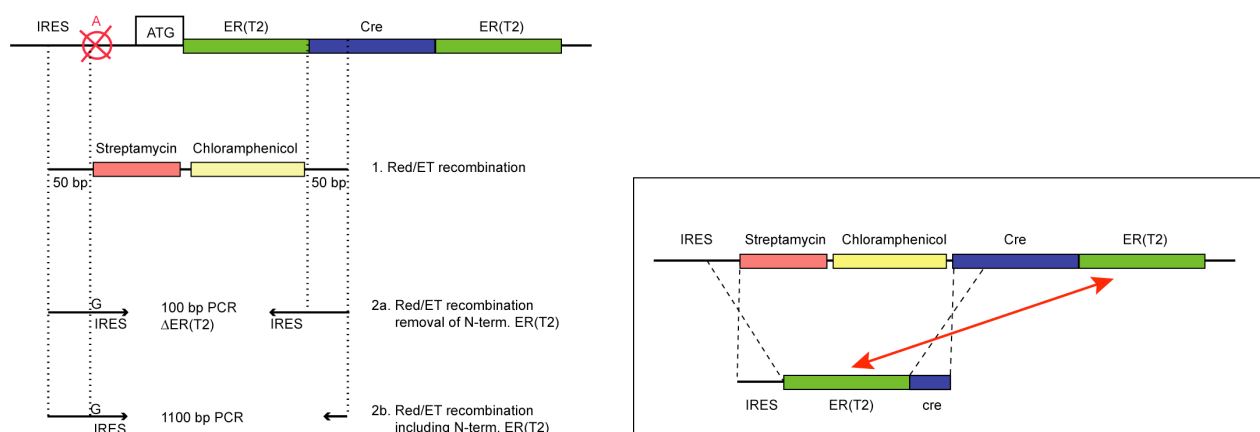 IRES A ATG ER(T2) Cre ER(T2)
Streptamycin Chloramphenicol
50 bp 50 bp 1. Red/ET recombination
G 100 bp PCR 2a. Red/ET recombination
IRES ΔER(T2) IRES removal of N-term. ER(T2)
G 1100 bp PCR 2b. Red/ET recombination
IRES including N-term. ER(T2)
IRES Streptamycin Chloramphenicol Cre ER(T2)
IRES ER(T2) cre